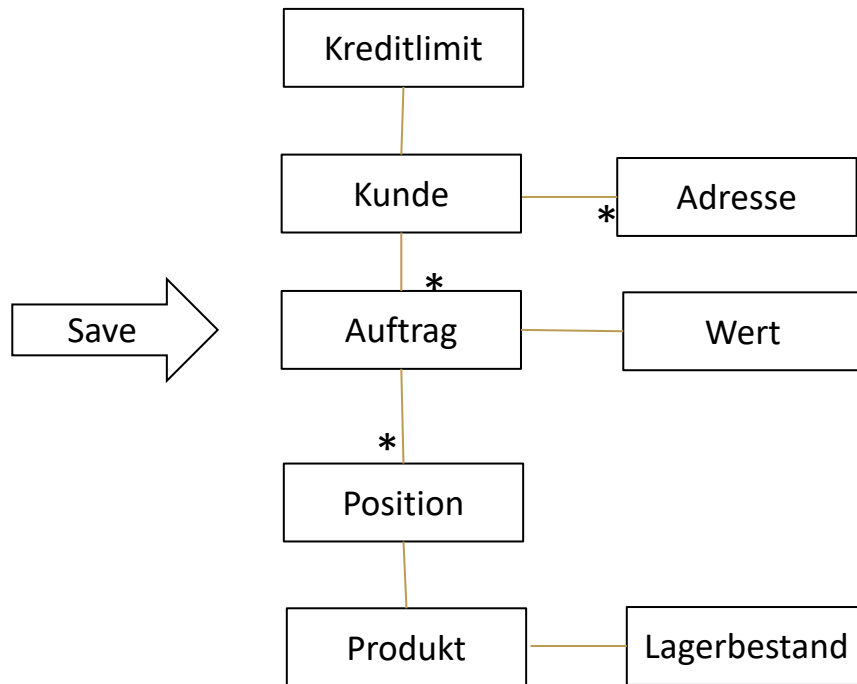 Kreditlimit
Kunde
Adresse
*
*
Save
Auftrag
Wert
*
Position
Produkt
Lagerbestand